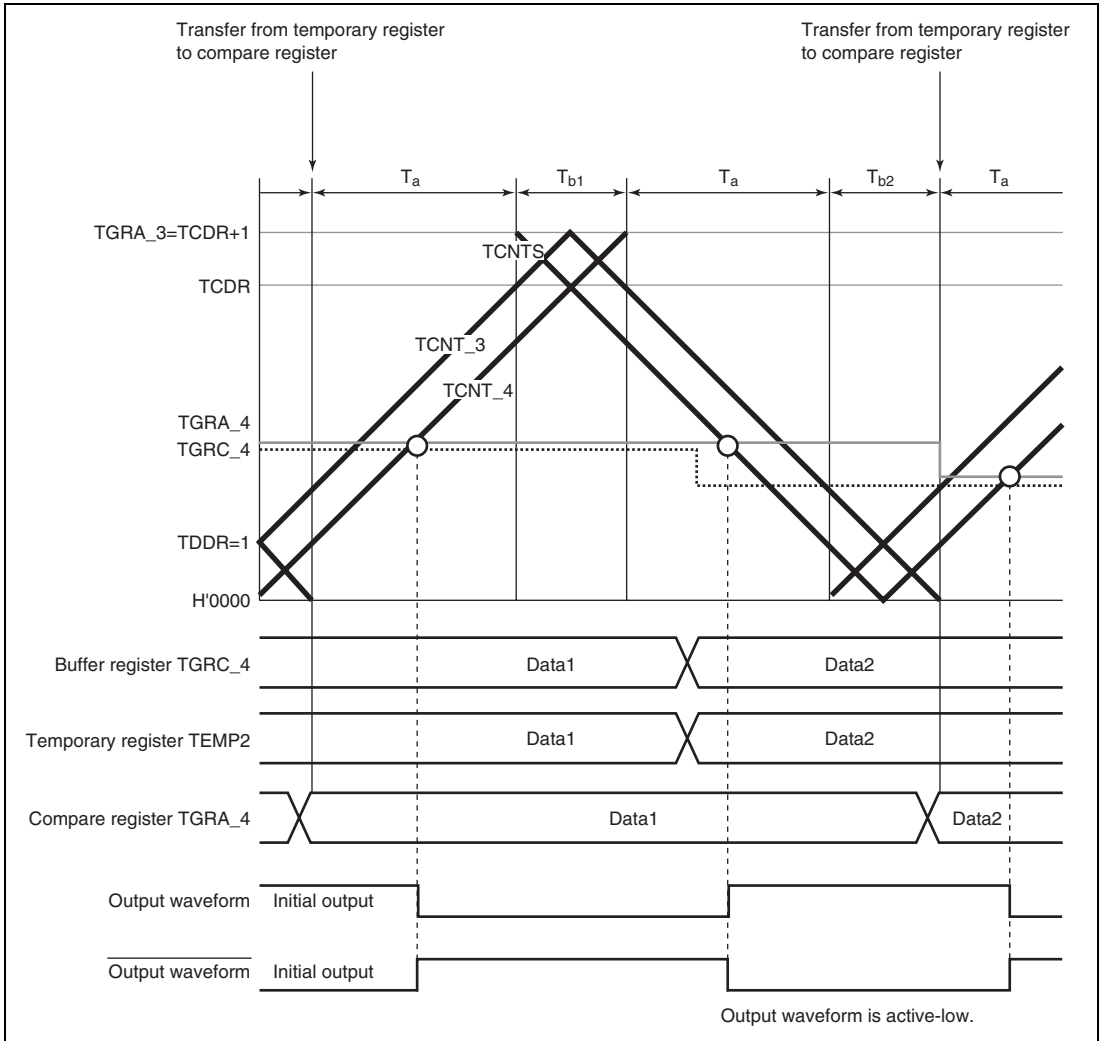 Transfer from temporary register
to compare register
Transfer from temporary register
to compare register
Ta
Tb1
Ta
Tb2
Ta
TGRA_3=TCDR+1
TCNTS
TCDR
TCNT_3
TCNT_4
TGRA_4
TGRC_4
TDDR=1
H'0000
Buffer register TGRC_4
Data1
Data2
Temporary register TEMP2
Data1
Data2
Compare register TGRA_4
Data1
Data2
Output waveform
Initial output
Output waveform
Initial output
Output waveform is active-low.